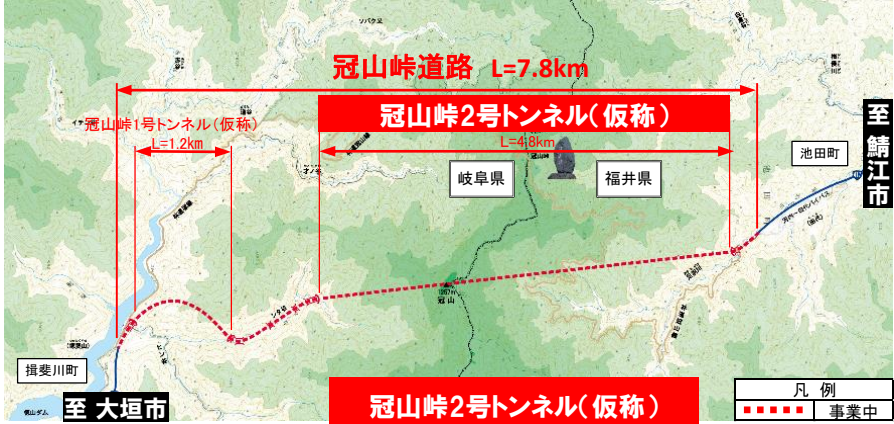 冠山峠道路 L=7.8km
冠山峠2号トンネル(仮称)
冠山峠1号トンネル(仮称)
L=1.2km
L=4.8km
冠山峠
岐阜県
福井県
池田町
至 鯖江市
冠山
揖斐川町
至 大垣市
冠山峠2号トンネル(仮称)
凡 例
事業中